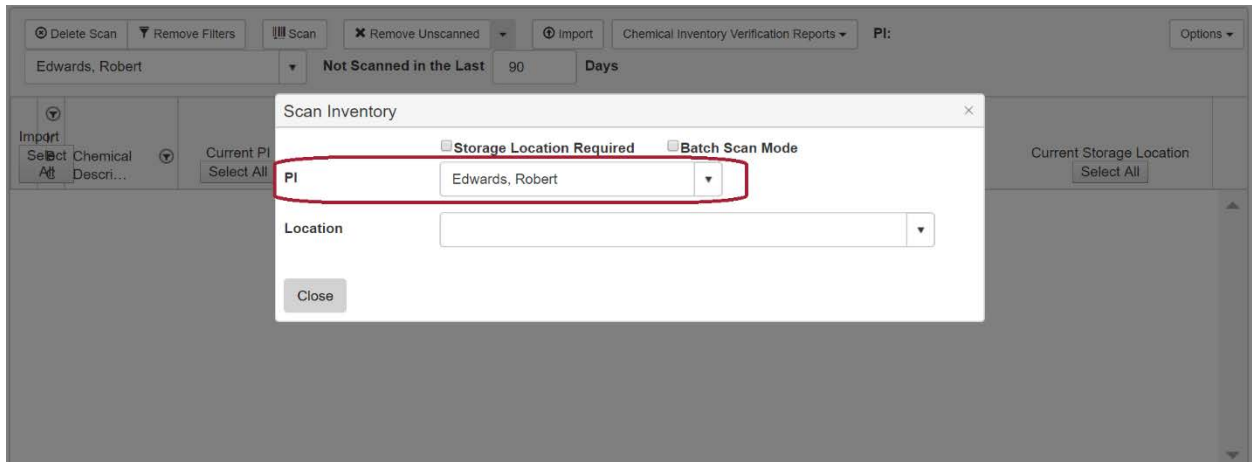 Delete Scan Remove Filters Scan Remove Unscanned Import Chemical Inventory Verification Reports PI: Options
Edwards, Robert Not Scanned in the Last 90 Days
Scan Inventory ×
Storage Location Required Batch Scan Mode
PI Edwards, Robert
Location
Close
Import
Select
All
Chemical
Descri...
Current PI
Select All
Current Storage Location
Select All